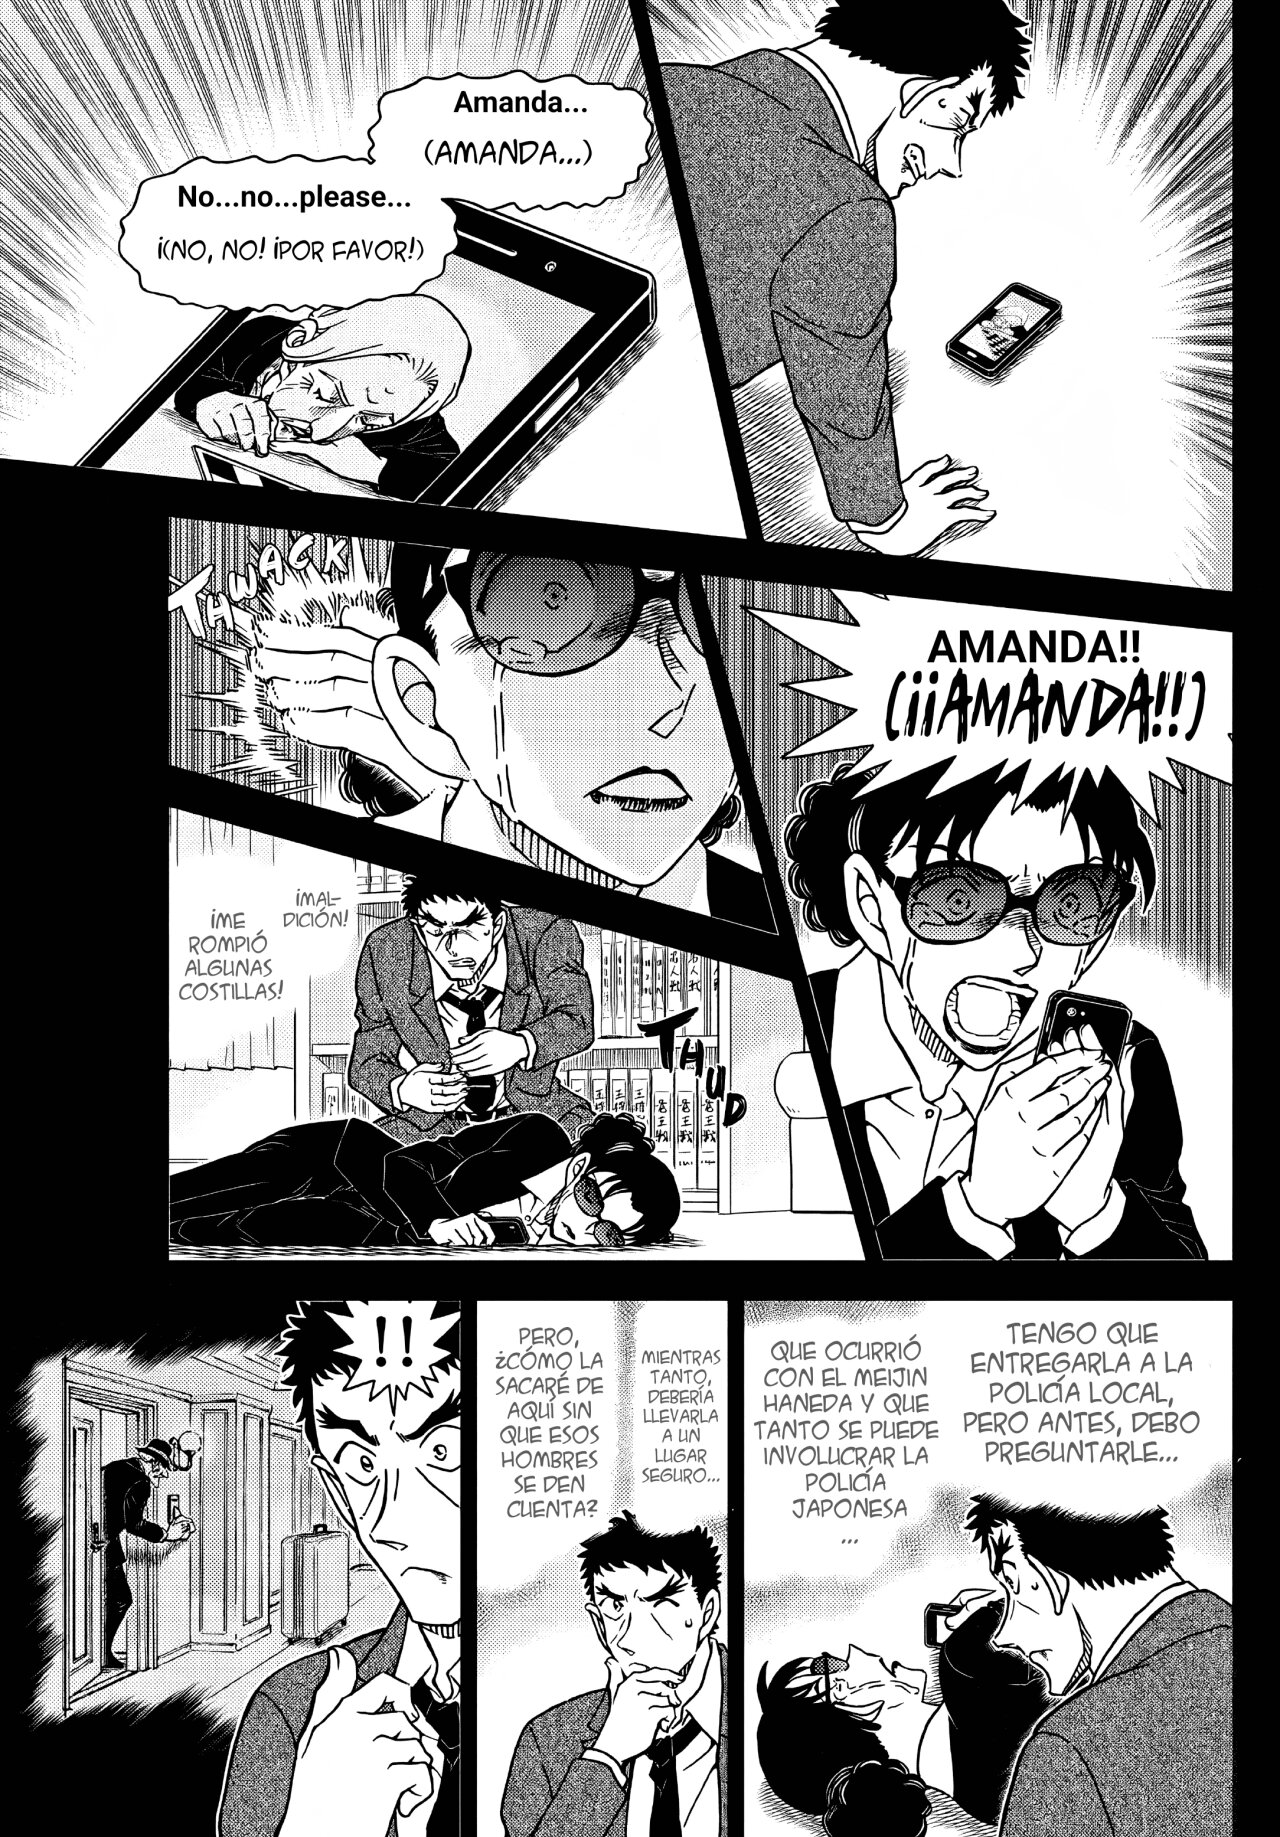 Amanda...
(AMANDA...)
No...no...please...
¡(NO, NO! ¡POR FAVOR!)
AMANDA!!
(¡¡AMANDA!!)
THWACK!
¡MAL-
DICIÓN!
¡ME
ROMPIÓ
ALGUNAS
COSTILLAS!
THUD
TENGO QUE
ENTREGARLA A LA
POLICÍA LOCAL,
PERO ANTES, DEBO
PREGUNTARLE...
QUE OCURRIÓ
CON EL MEIJIN
HANEDA Y QUE
TANTO SE PUEDE
INVOLUCRAR LA
POLICÍA
JAPONESA
...
MIENTRAS
TANTO,
DEBERÍA
LLEVARLA
A UN
LUGAR
SEGURO...
PERO,
¿CÓMO LA
SACARÉ DE
AQUÍ SIN
QUE ESOS
HOMBRES
SE DEN
CUENTA?
!!